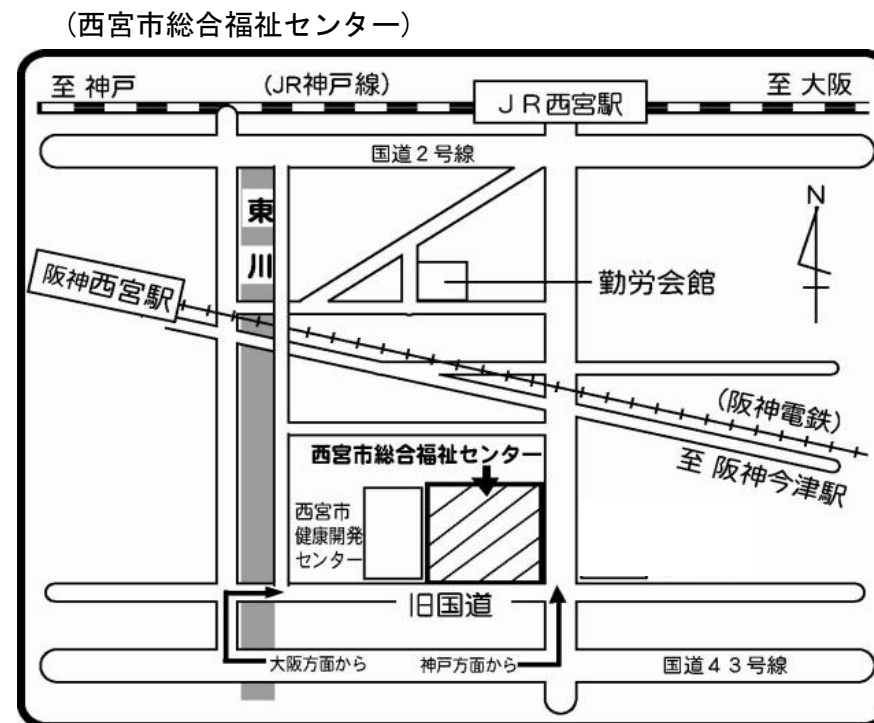 (西宮市総合福祉センター)
至 神戸
(JR神戸線)
至 大阪
ＪＲ西宮駅
国道２号線
N
東川
阪神西宮駅
勤労会館
(阪神電鉄)
至 阪神今津駅
西宮市総合福祉センター
西宮市
健康開発
センター
旧国道
大阪方面から
神戸方面から
国道４３号線